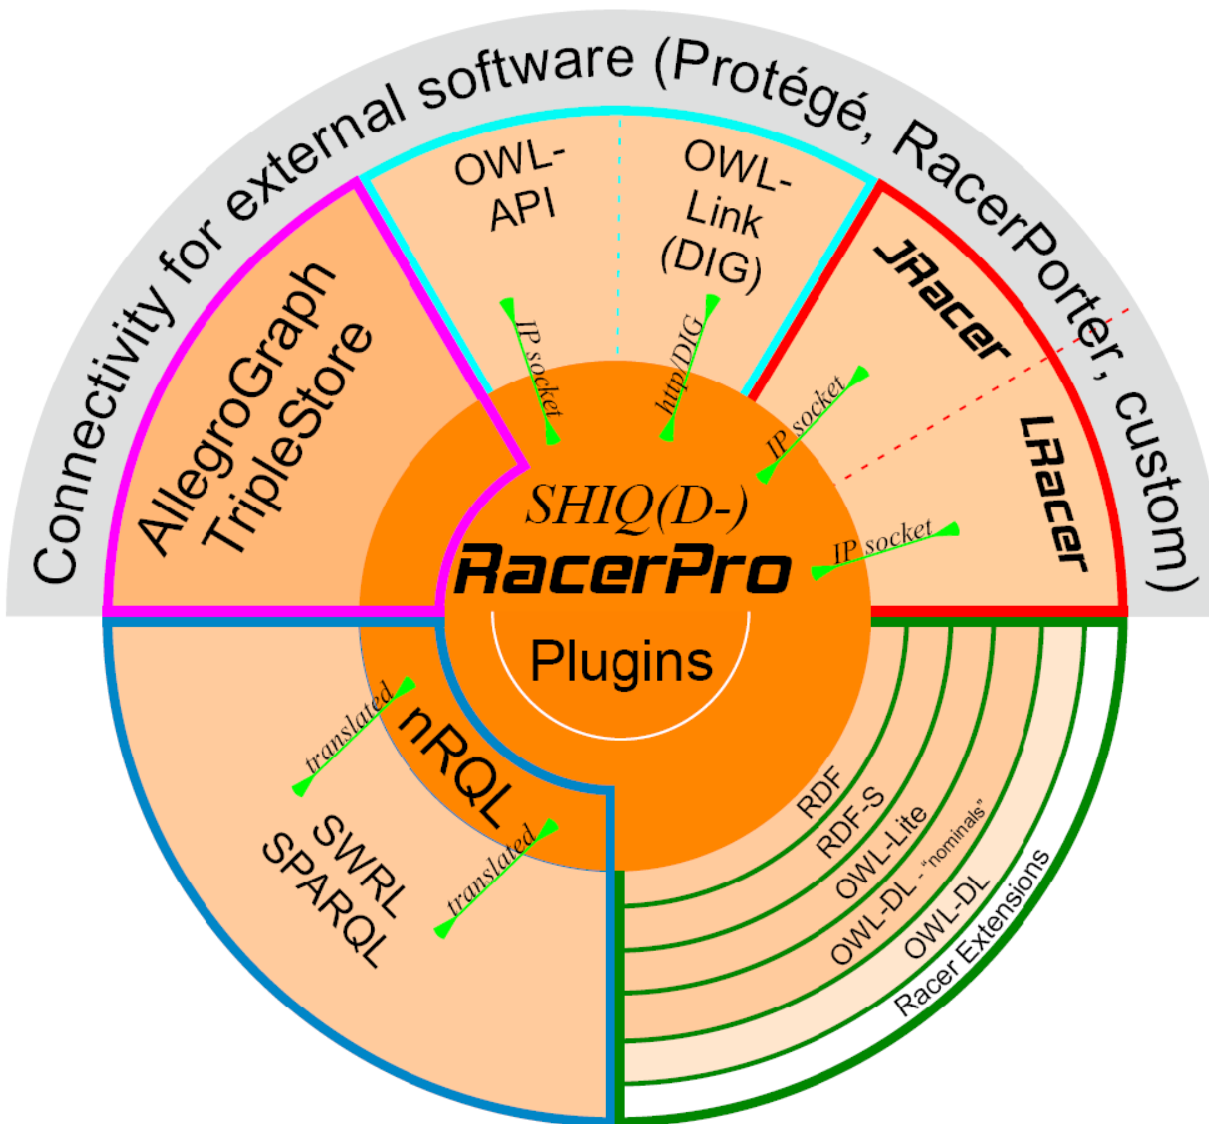 Connectivity for external software (Protégé, RacerPorter, custom)
OWL-
API
OWL-
Link
(DIG)
AllegroGraph
TripleStore
JRacer
LRacer
IP socket
http/DIG
IP socket
IP socket
SHIQ(D-)
RacerPro
Plugins
translated
nRQL
translated
SWRL
SPARQL
RDF
RDF-S
OWL-Lite
OWL-DL - “nominals”
OWL-DL
Racer Extensions